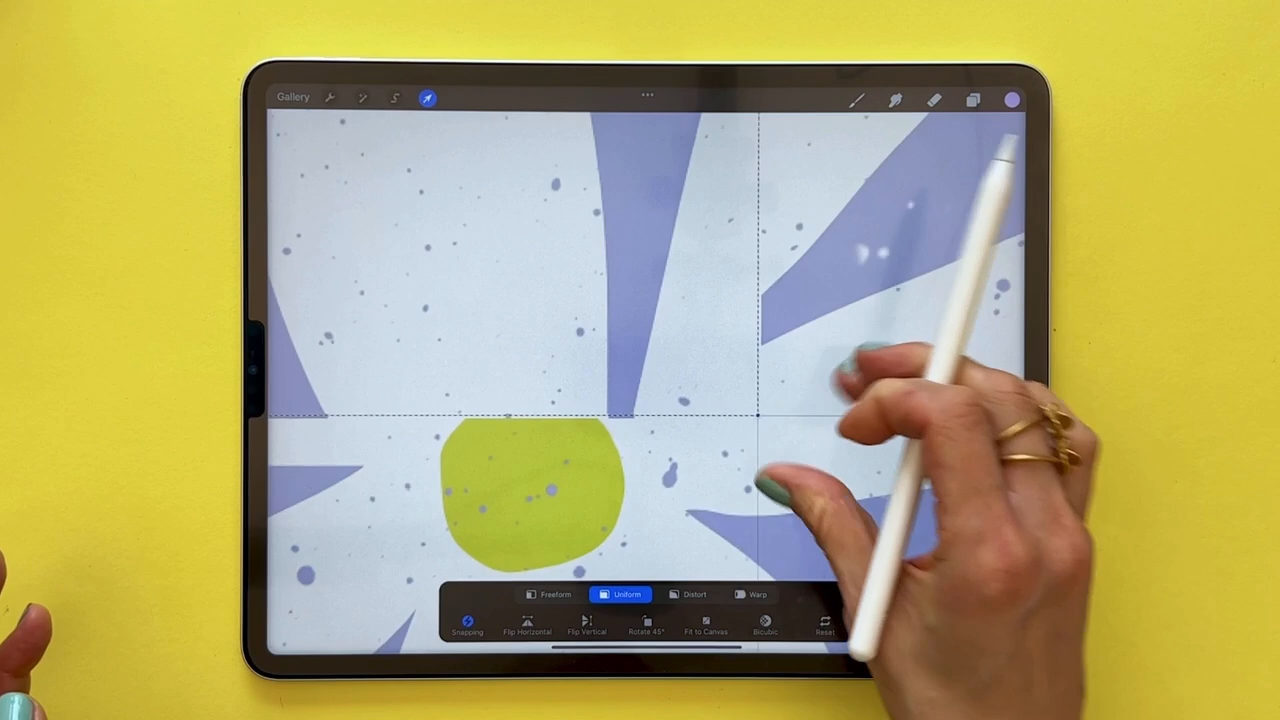 Gallery
Freeform Uniform Distort Warp
Snapping Flip Horizontal Flip Vertical Rotate 45° Fit to Canvas Bicubic Reset